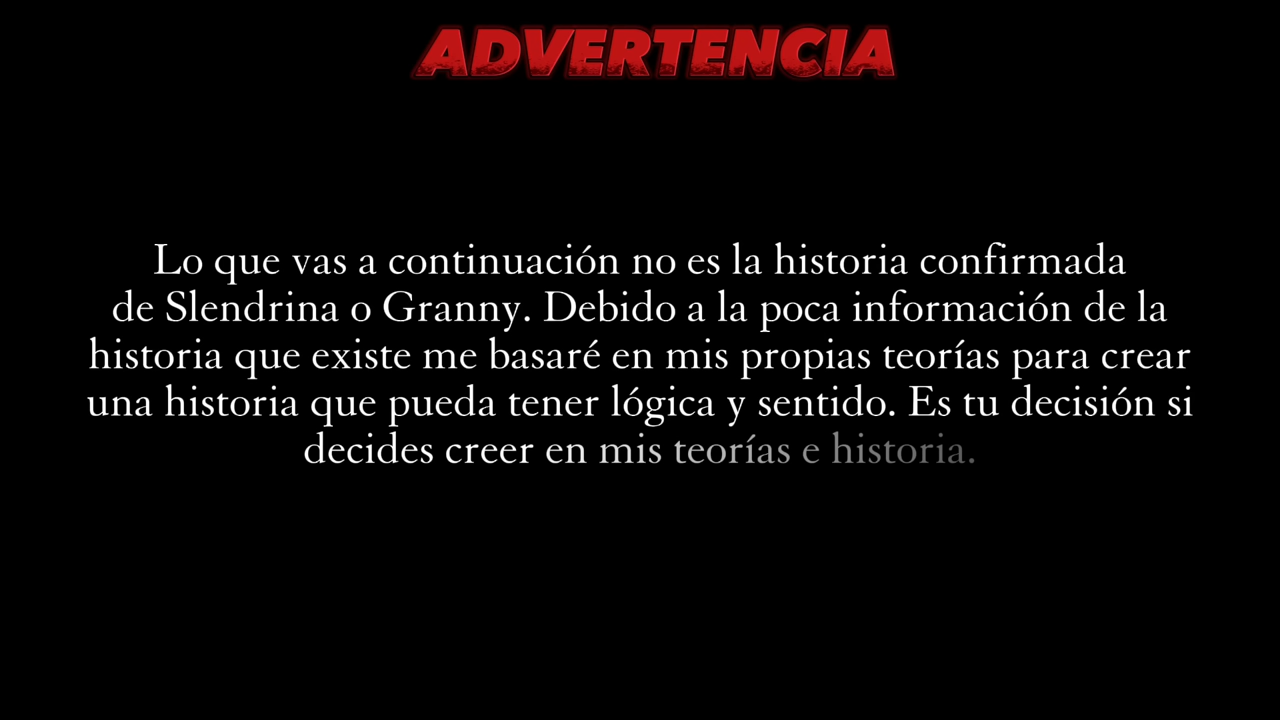 ADVERTENCIA
Lo que vas a continuación no es la historia confirmada
de Slendrina o Granny. Debido a la poca información de la
historia que existe me basaré en mis propias teorías para crear
una historia que pueda tener lógica y sentido. Es tu decisión si
decides creer en mis teorías e historia.